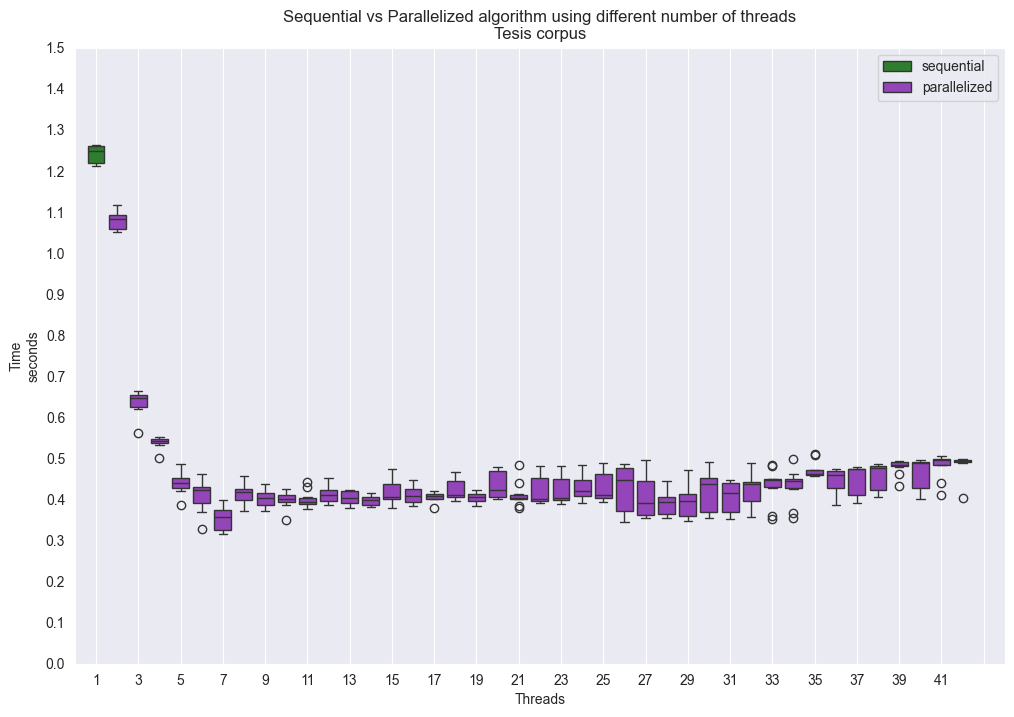 Sequential vs Parallelized algorithm using different number of threads
Tesis corpus
sequential
parallelized
Time
seconds
1.5
1.4
1.3
1.2
1.1
1.0
0.9
0.8
0.7
0.6
0.5
0.4
0.3
0.2
0.1
0.0
1 3 5 7 9 11 13 15 17 19 21 23 25 27 29 31 33 35 37 39 41
Threads